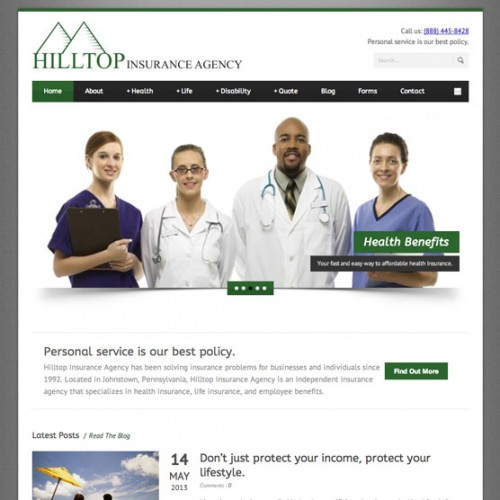 HILLTOP INSURANCE AGENCY
Call us: (888) 445-8428
Personal service is our best policy.
Search
Home About + Health + Life + Disability + Quote Blog Forms Contact
Health Benefits
Your fast and easy way to affordable health insurance.
Personal service is our best policy.
Hilltop Insurance Agency has been solving insurance problems for businesses and individuals since
1992. Located in Johnstown, Pennsylvania, Hilltop Insurance Agency is an independent insurance
agency that specializes in health insurance, life insurance, and employee benefits.
Find Out More
Latest Posts / Read The Blog
14
MAY
2013
Don't just protect your income, protect your
lifestyle.
Comments : 0